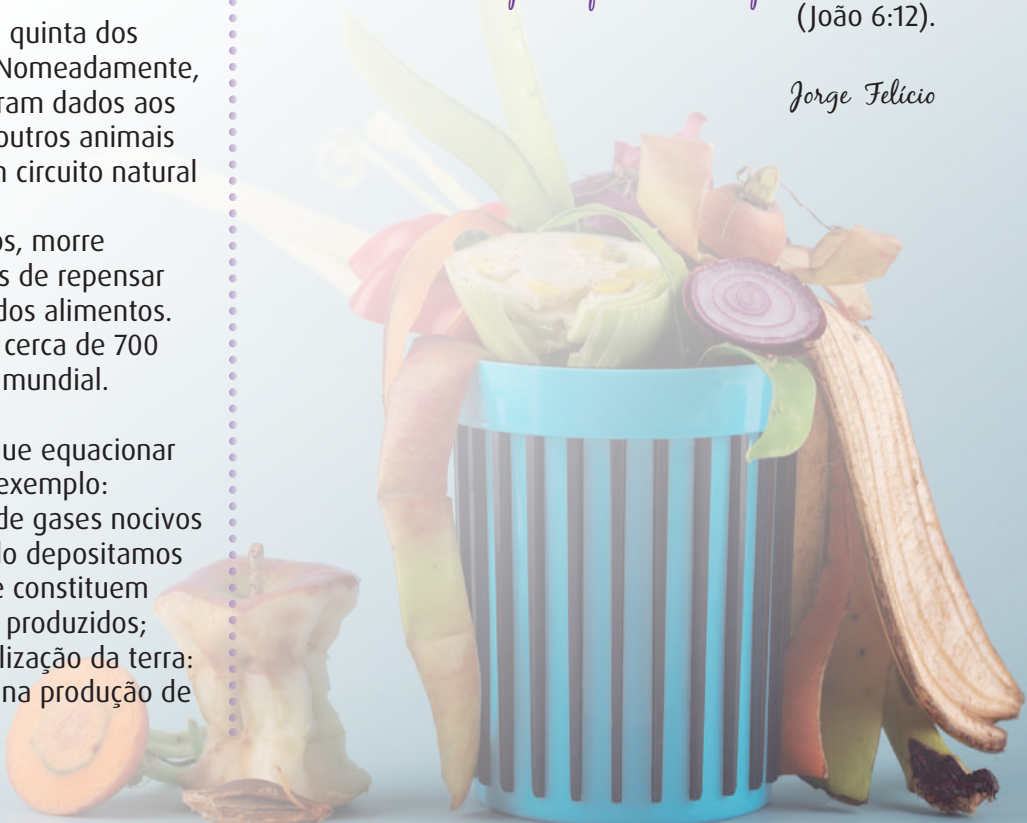 quinta dos
Nomeadamente,
ram dados aos
outros animais
circuito natural
os, morre
s de repensar
dos alimentos.
cerca de 700
mundial.
ue equacionar
exemplo:
de gases nocivos
lo depositamos
e constituem
produzidos;
lização da terra:
na produção de
(João 6:12).
Jorge Felício